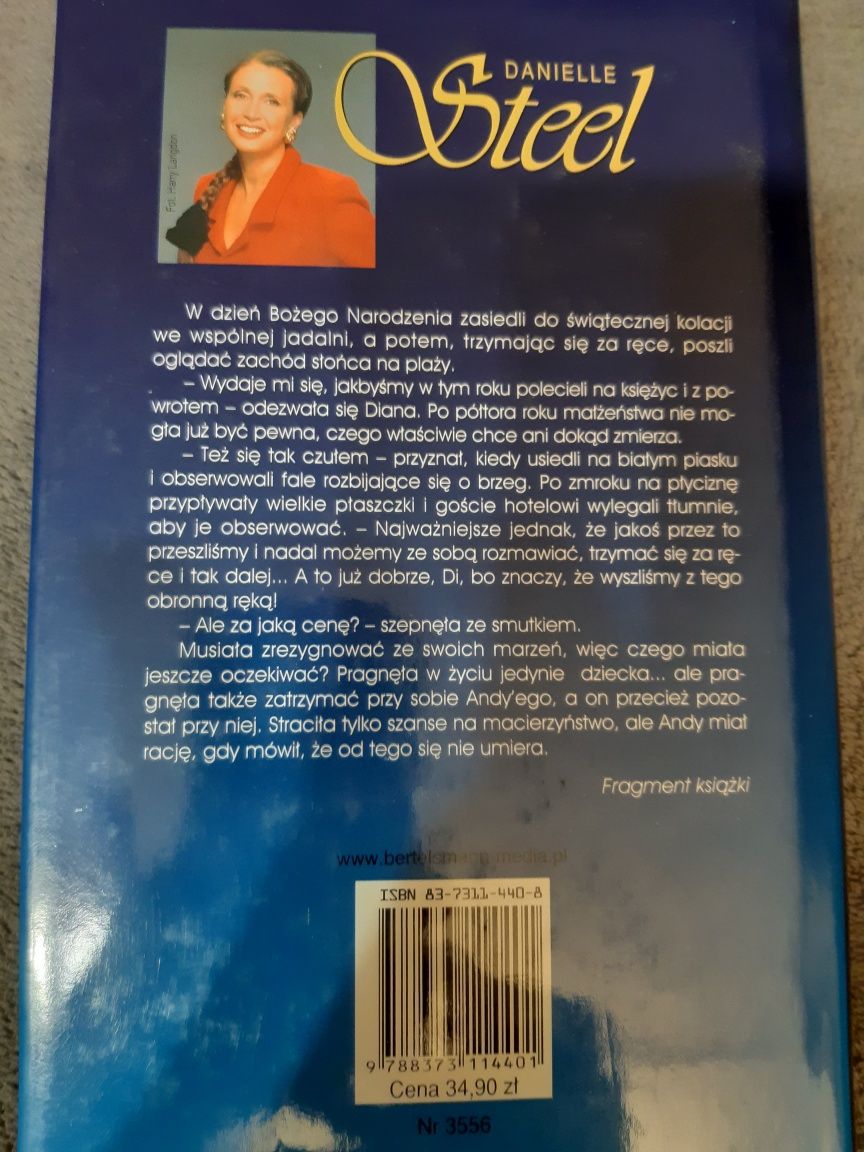 DANIELLE
Steel
Fot. Harry Langdon
W dzień Bożego Narodzenia zasiedli do świątecznej kolacji
we wspólnej jadalni, a potem, trzymając się za ręce, poszli
oglądać zachód słońca na plaży.
– Wydaje mi się, jakbyśmy w tym roku polecieli na księżyc i z po-
wrotem – odezwała się Diana. Po półtora roku małżeństwa nie mo-
gła już być pewna, czego właściwie chce ani dokąd zmierza.
– Też się tak czułem – przyznał, kiedy usiedli na białym piasku
i obserwowali fale rozbijające się o brzeg. Po zmroku na płyciznę
przypływały wielkie płaszczki i goście hotelowi wylegali tłumnie,
aby je obserwować. – Najważniejsze jednak, że jakoś przez to
przeszliśmy i nadal możemy ze sobą rozmawiać, trzymać się za rę-
ce i tak dalej... A to już dobrze, Di, bo znaczy, że wyszliśmy z tego
obronną ręką!
– Ale za jaką cenę? – szepnęła ze smutkiem.
Musiała zrezygnować ze swoich marzeń, więc czego miała
jeszcze oczekiwać? Pragnęła w życiu jedynie dziecka... ale pra-
gnęła także zatrzymać przy sobie Andy'ego, a on przecież pozo-
stał przy niej. Straciła tylko szanse na macierzyństwo, ale Andy miał
rację, gdy mówił, że od tego się nie umiera.
Fragment książki
www.bertelsmann-media.pl
ISBN 83-7311-440-8
9 788373 114401
Cena 34,90 zł
Nr 3556